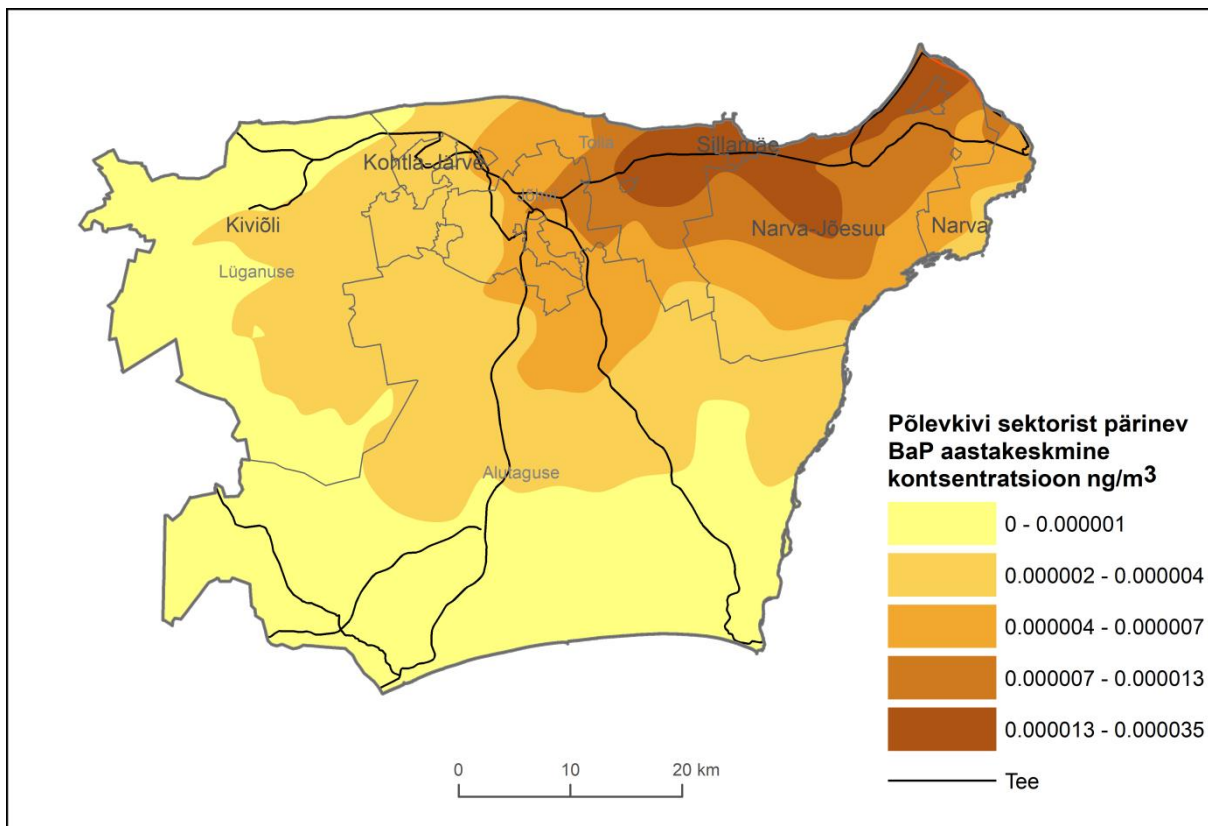 Kohtla-Järve
Toila
Sillamäe
Jõhvi
Kiviõli
Narva-Jõesuu
Narva
Lüganuse
Alutaguse
Põlevkivi sektorist pärinev
BaP aastakeskmine
kontsentratsioon ng/m³
0 - 0.000001
0.000002 - 0.000004
0.000004 - 0.000007
0.000007 - 0.000013
0.000013 - 0.000035
Tee
0 10 20 km